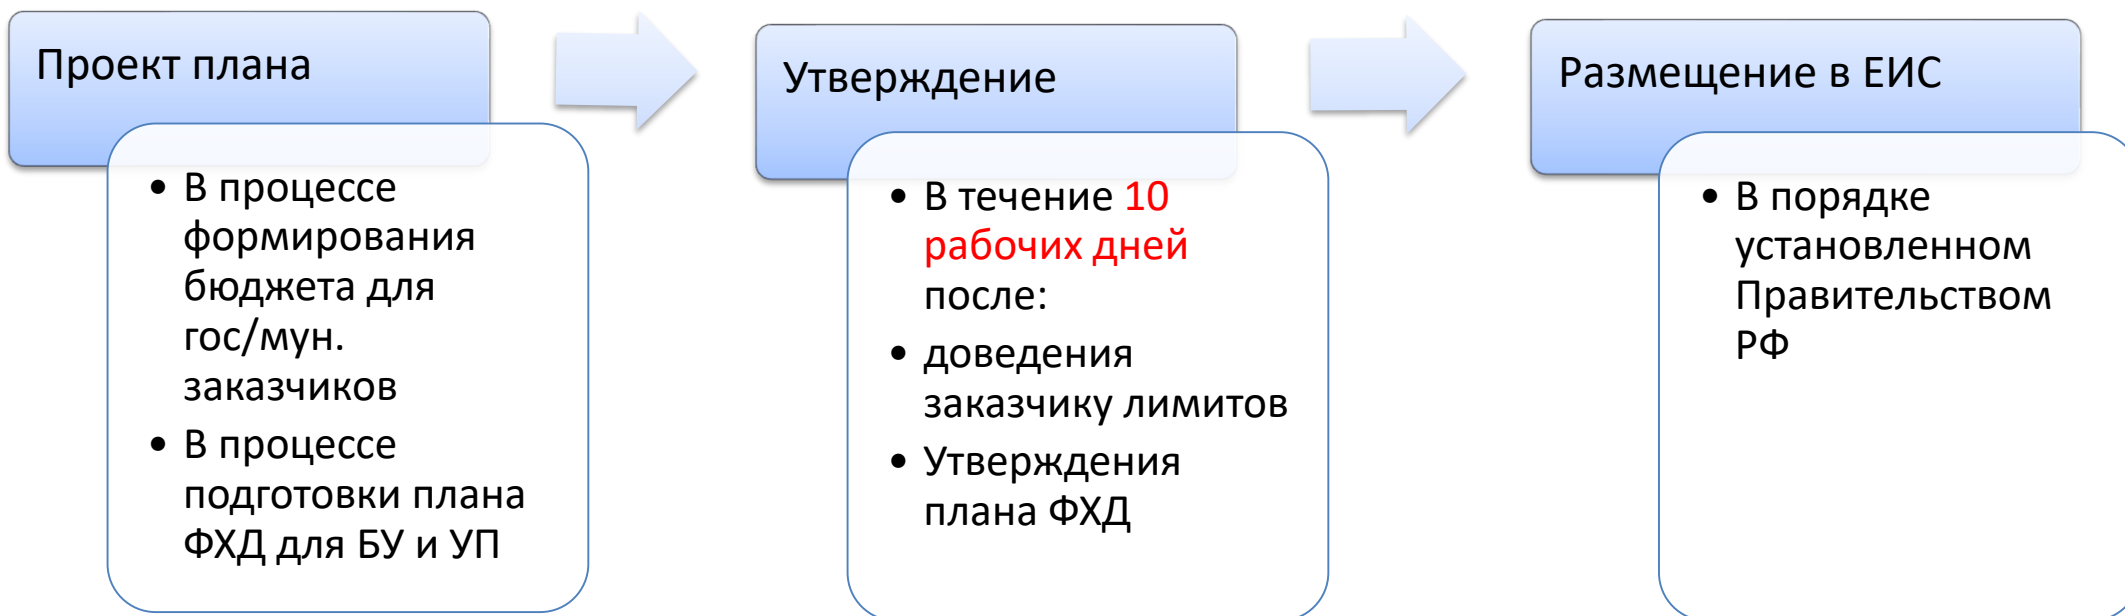 Проект плана
• В процессе
формирования
бюджета для
гос/мун.
заказчиков
• В процессе
подготовки плана
ФХД для БУ и УП
Утверждение
• В течение 10
рабочих дней
после:
• доведения
заказчику лимитов
• Утверждения
плана ФХД
Размещение в ЕИС
• В порядке
установленном
Правительством
РФ